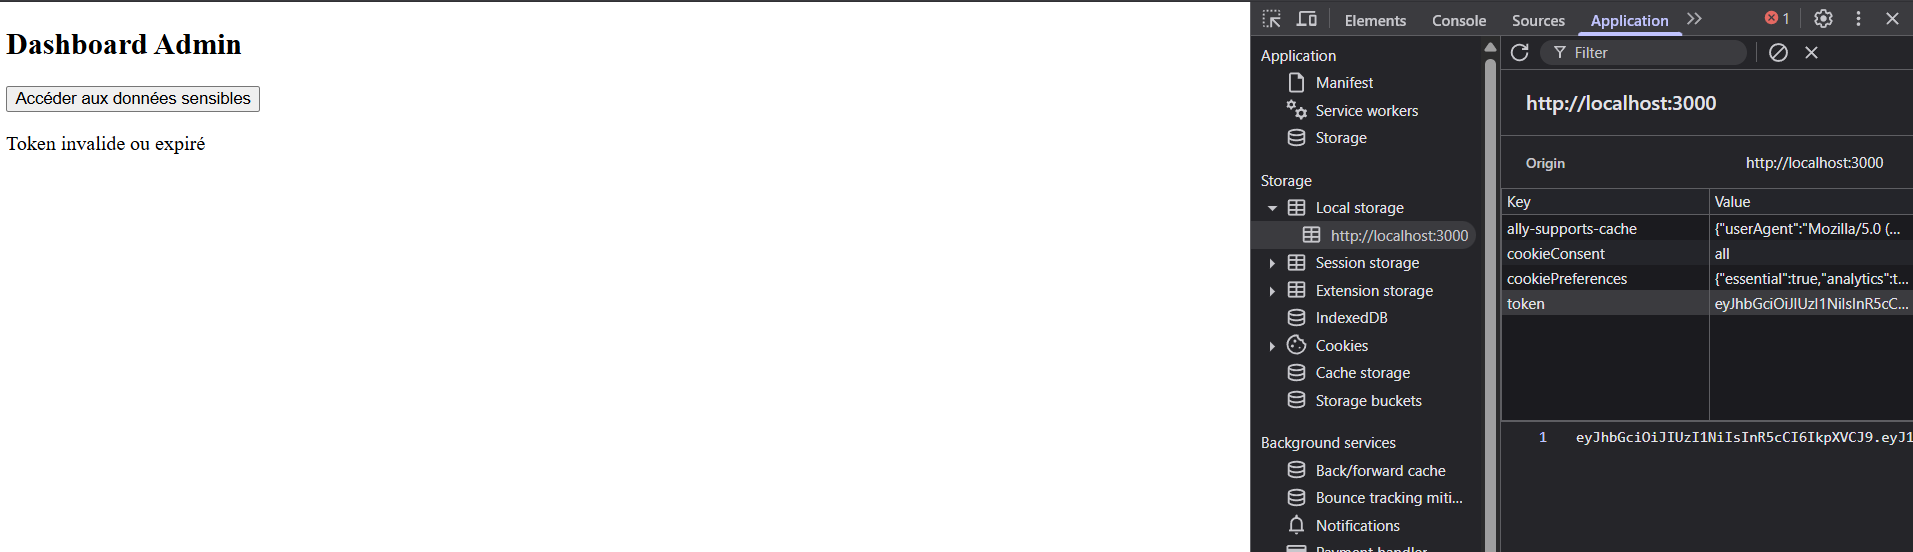 Dashboard Admin
Accéder aux données sensibles
Token invalide ou expiré
Elements Console Sources Application 1
Application
Manifest
Service workers
Storage
Storage
Local storage
http://localhost:3000
Session storage
Extension storage
IndexedDB
Cookies
Cache storage
Storage buckets
Background services
Back/forward cache
Bounce tracking miti...
Notifications
Payment handler
Filter
http://localhost:3000
Origin http://localhost:3000
Key Value
ally-supports-cache {"userAgent":"Mozilla/5.0 (...
cookieConsent all
cookiePreferences {"essential":true,"analytics":t...
token eyJhbGciOiJIUzI1NiIsInR5cC...
1 eyJhbGciOiJIUzI1NiIsInR5cCI6IkpXVCJ9.eyJ1